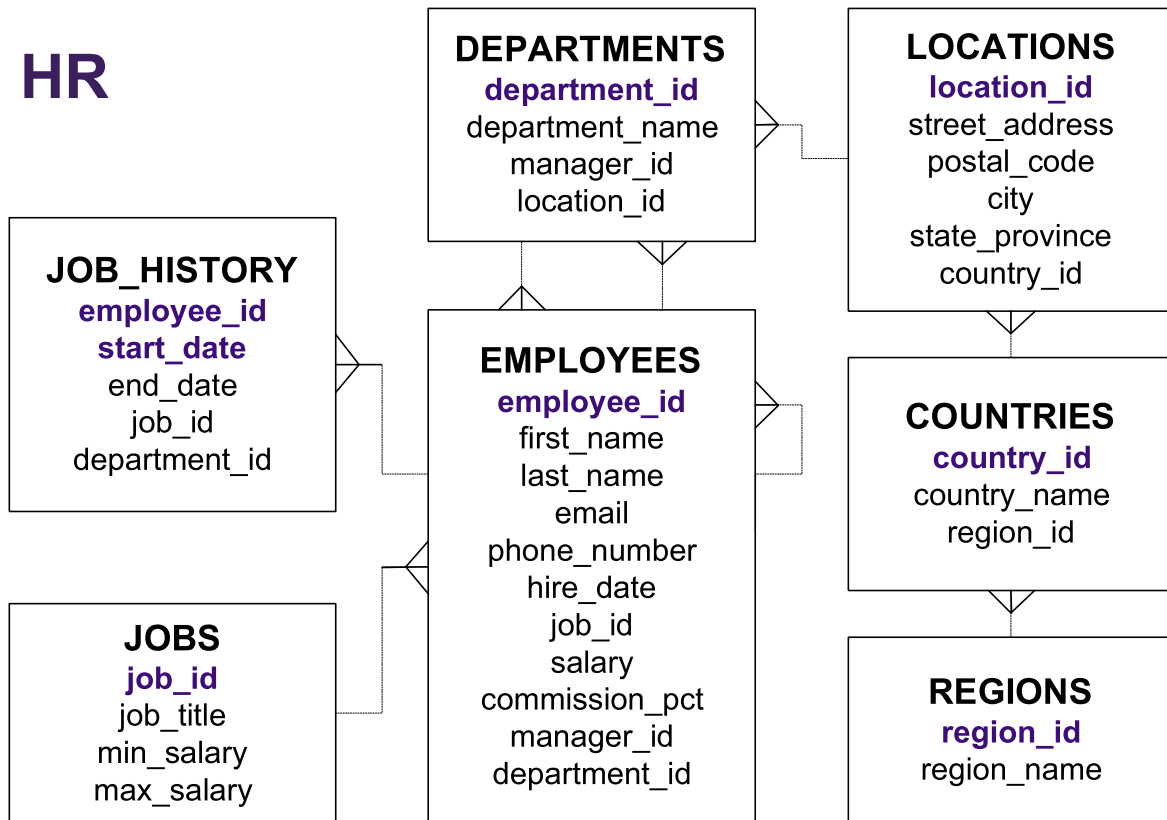 HR
DEPARTMENTS
department_id
department_name
manager_id
location_id
LOCATIONS
location_id
street_address
postal_code
city
state_province
country_id
JOB_HISTORY
employee_id
start_date
end_date
job_id
department_id
EMPLOYEES
employee_id
first_name
last_name
email
phone_number
hire_date
job_id
salary
commission_pct
manager_id
department_id
COUNTRIES
country_id
country_name
region_id
JOBS
job_id
job_title
min_salary
max_salary
REGIONS
region_id
region_name